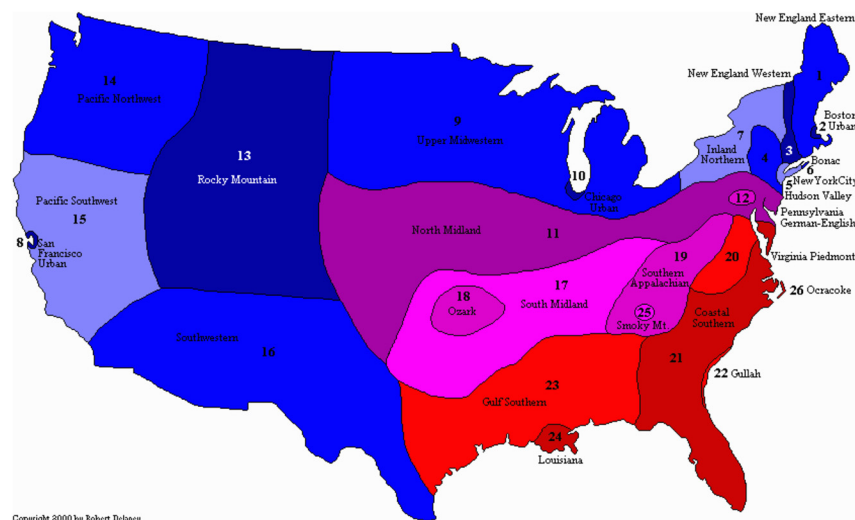 New England Eastern
14
Pacific Northwest
1
New England Western
9
Upper Midwestern
7
Inland
Northern
Boston
2 Urban
3
4
Bonac
6
5
New York City
Hudson Valley
13
Rocky Mountain
10
Chicago
Urban
12
Pennsylvania
German-English
Pacific Southwest
15
8
San
Francisco
Urban
North Midland
11
19
Southern
Appalachian
20
Virginia Piedmont
17
South Midland
18
Ozark
25
Smoky Mt.
26 Ocracoke
Coastal
Southern
Southwestern
16
21
22 Gullah
23
Gulf Southern
24
Louisiana
Copyright 2000 by Robert Delaney